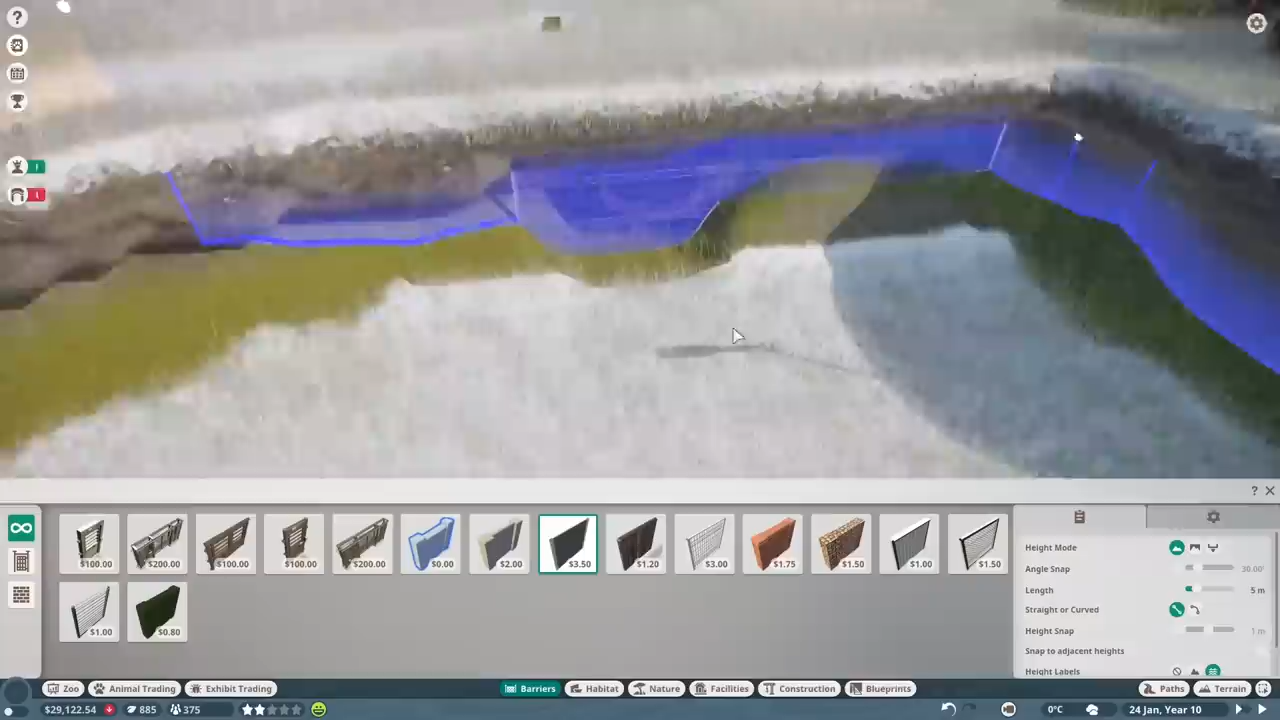 ?
? ×
$100.00 $200.00 $100.00 $100.00 $200.00 $0.00 $2.00 $3.50 $1.20 $3.00 $1.75 $1.50 $1.00 $1.50
$1.00 $0.80
Height Mode
Angle Snap 30.00°
Length 5 m
Straight or Curved
Height Snap 1 m
Snap to adjacent heights
Height Labels
Zoo Animal Trading Exhibit Trading Barriers Habitat Nature Facilities Construction Blueprints Paths Terrain
$29,122.54 885 375 0°C 24 Jan, Year 10